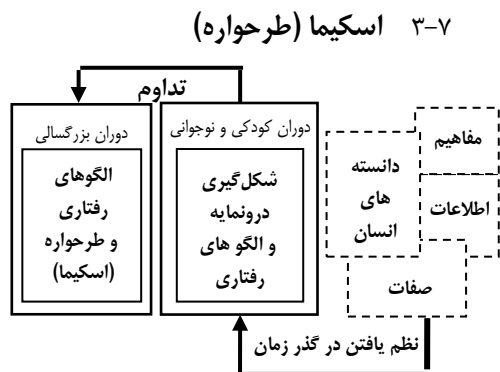 ۳-۷ اسکیما (طرحواره)
تداوم
مفاهیم
اطلاعات
دانسته
های
انسان
صفات
دوران کودکی و نوجوانی
شکل‌گیری
درونمایه
و الگو های
رفتاری
دوران بزرگسالی
الگوهای
رفتاری
و طرحواره
(اسکیما)
نظم یافتن در گذر زمان